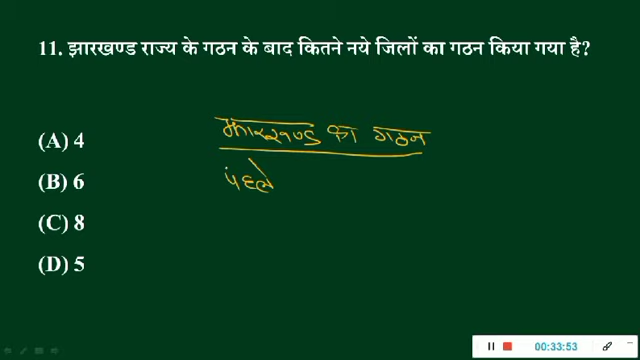 11. झारखण्ड राज्य के गठन के बाद कितने नये जिलों का गठन किया गया है?
झारखण्ड का गठन
(A) 4
पहले
(B) 6
(C) 8
(D) 5
00:33:53